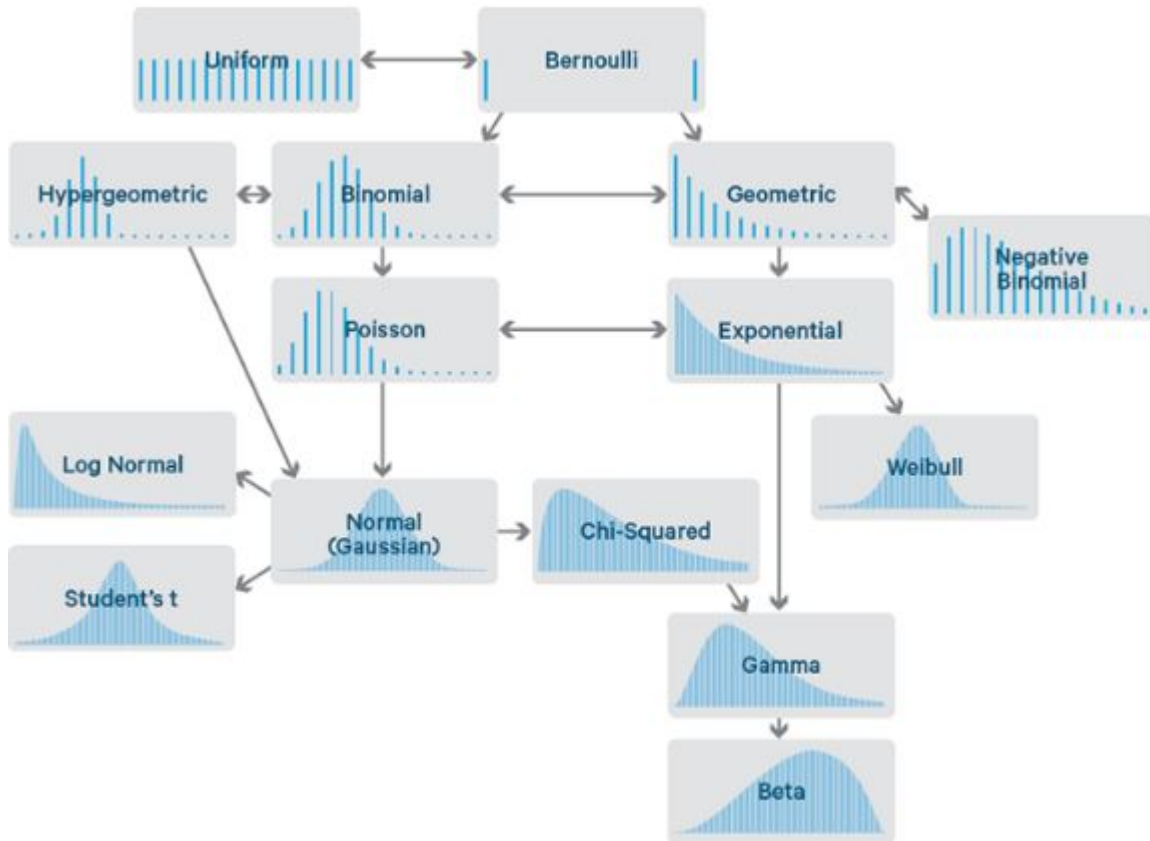 Uniform
Bernoulli
Hypergeometric
Binomial
Geometric
Negative
Binomial
Poisson
Exponential
Log Normal
Weibull
Normal
(Gaussian)
Chi-Squared
Student's t
Gamma
Beta